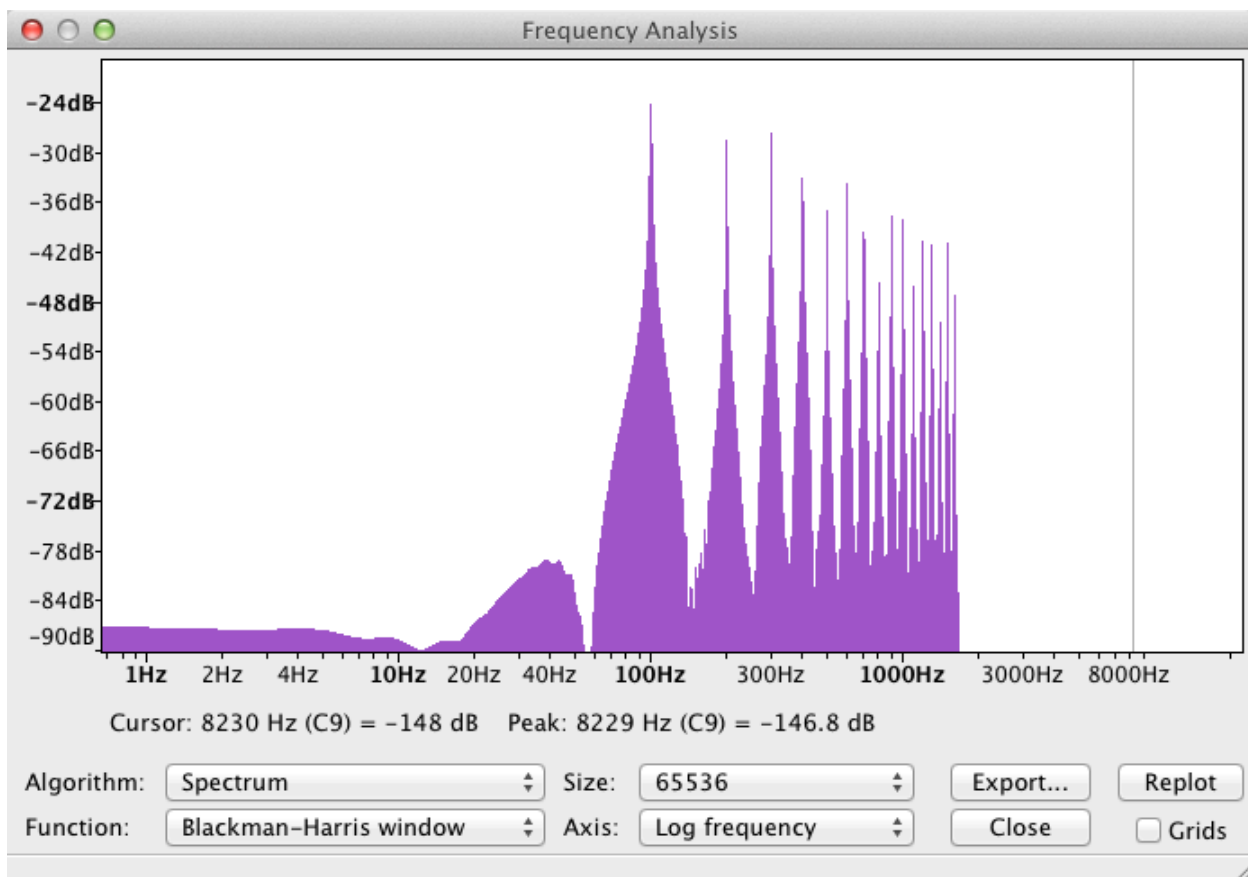 Frequency Analysis
-24dB
-30dB
-36dB
-42dB
-48dB
-54dB
-60dB
-66dB
-72dB
-78dB
-84dB
-90dB
1Hz 2Hz 4Hz 10Hz 20Hz 40Hz 100Hz 300Hz 1000Hz 3000Hz 8000Hz
Cursor: 8230 Hz (C9) = -148 dB Peak: 8229 Hz (C9) = -146.8 dB
Algorithm: Spectrum Size: 65536 Export... Replot
Function: Blackman-Harris window Axis: Log frequency Close Grids